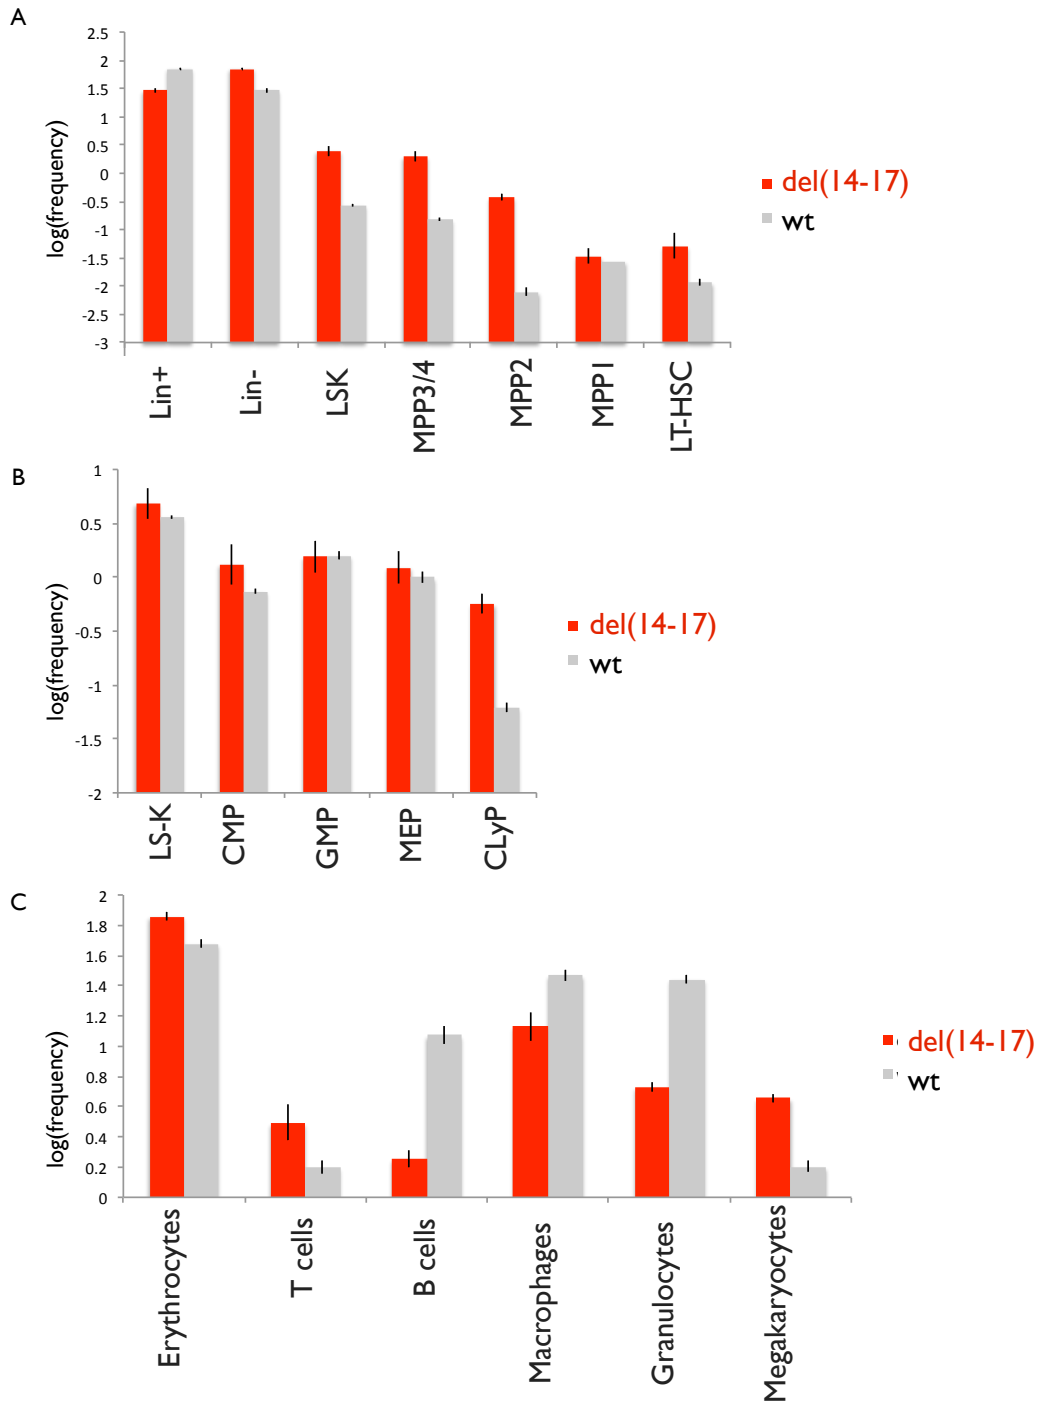 A
2.5
2
1.5
1
0.5
0
-0.5
-1
-1.5
-2
-2.5
-3
log(frequency)
Lin+
Lin-
LSK
MPP3/4
MPP2
MPP1
LT-HSC
del(14-17)
wt
B
1
0.5
0
-0.5
-1
-1.5
-2
log(frequency)
LS-K
CMP
GMP
MEP
CLyP
del(14-17)
wt
C
2
1.8
1.6
1.4
1.2
1
0.8
0.6
0.4
0.2
0
log(frequency)
Erythrocytes
T cells
B cells
Macrophages
Granulocytes
Megakaryocytes
del(14-17)
wt